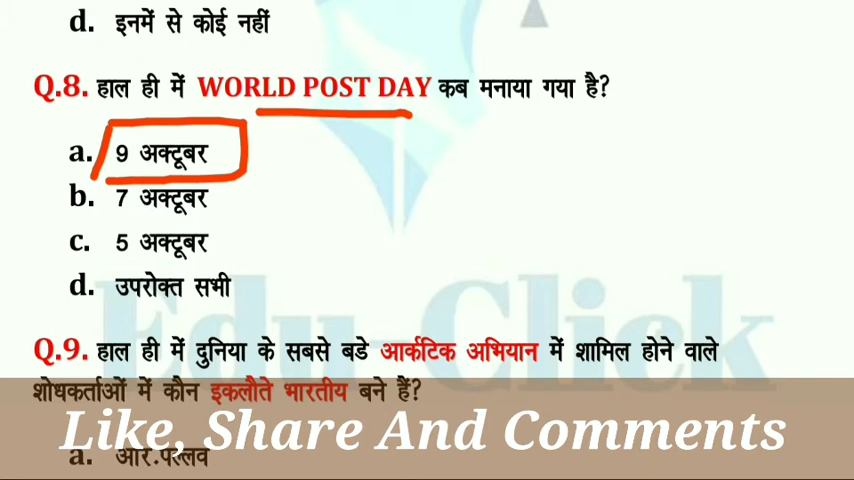 d. इनमें से कोई नहीं
Q.8. हाल ही में WORLD POST DAY कब मनाया गया है?
a. 9 अक्टूबर
b. 7 अक्टूबर
c. 5 अक्टूबर
d. उपरोक्त सभी
Edu-Click
Q.9. हाल ही में दुनिया के सबसे बडे आर्कटिक अभियान में शामिल होने वाले
शोधकर्ताओं में कौन इकलौते भारतीय बने हैं?
Like, Share And Comments
a. आर.पल्लव